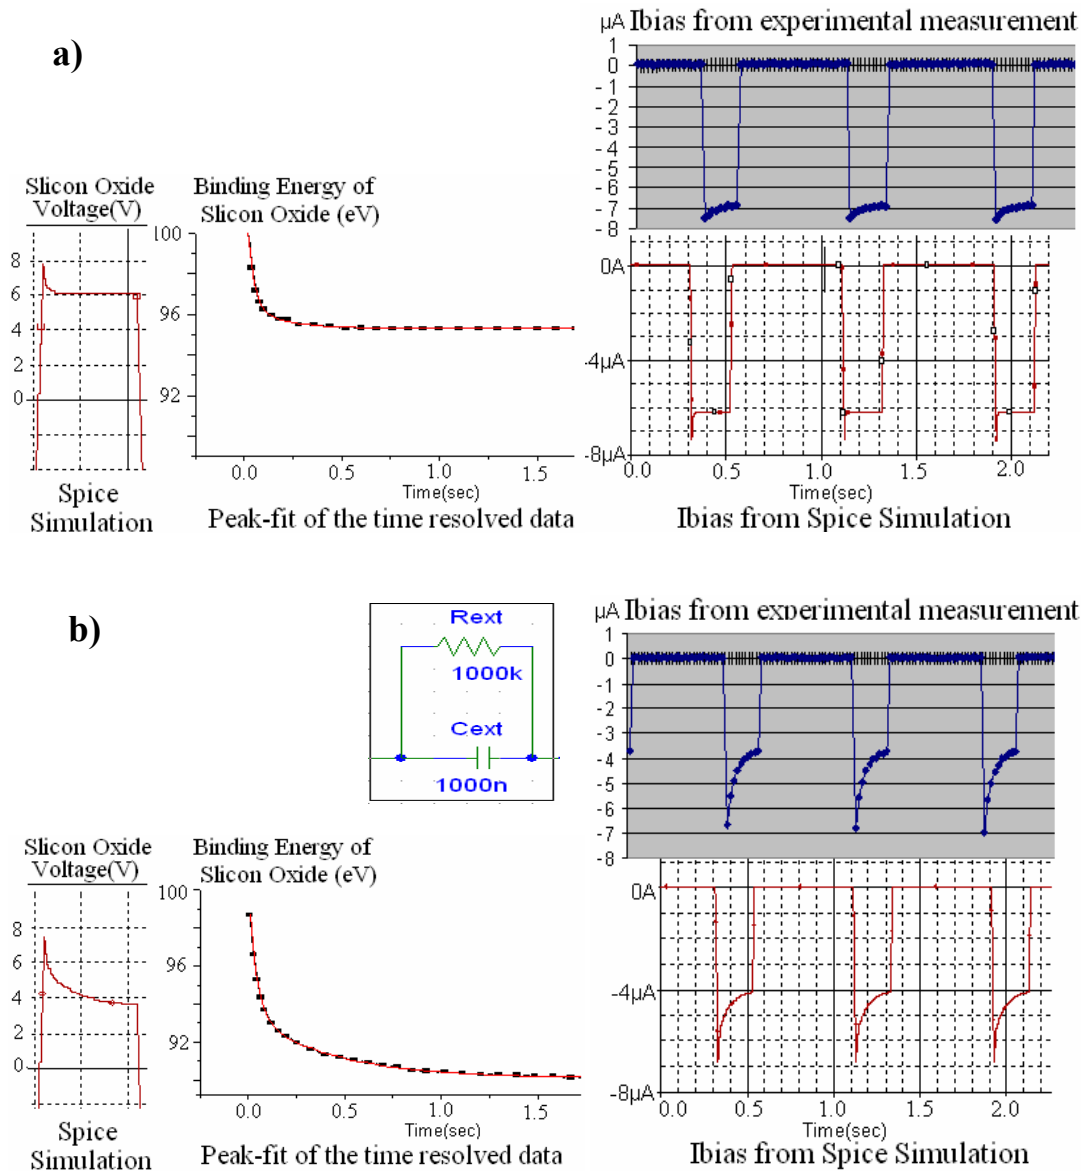 a)
µA Ibias from experimental measurement
1
0
-1
-2
-3
-4
-5
-6
-7
-8
Slicon Oxide
Voltage(V)
8
6
4
2
0
Spice
Simulation
Binding Energy of
Slicon Oxide (eV)
100
96
92
0.0 0.5 1.0 1.5
Time(sec)
Peak-fit of the time resolved data
0A
-4µA
-8µA
0.0 0.5 1.0 1.5 2.0
Time(sec)
Ibias from Spice Simulation
b)
Rext
1000k
Cext
1000n
µA Ibias from experimental measurement
1
0
-1
-2
-3
-4
-5
-6
-7
-8
Slicon Oxide
Voltage(V)
8
6
4
2
0
Spice
Simulation
Binding Energy of
Slicon Oxide (eV)
100
96
92
0.0 0.5 1.0 1.5
Time(sec)
Peak-fit of the time resolved data
0A
-4µA
-8µA
0.0 0.5 1.0 1.5 2.0
Time(sec)
Ibias from Spice Simulation